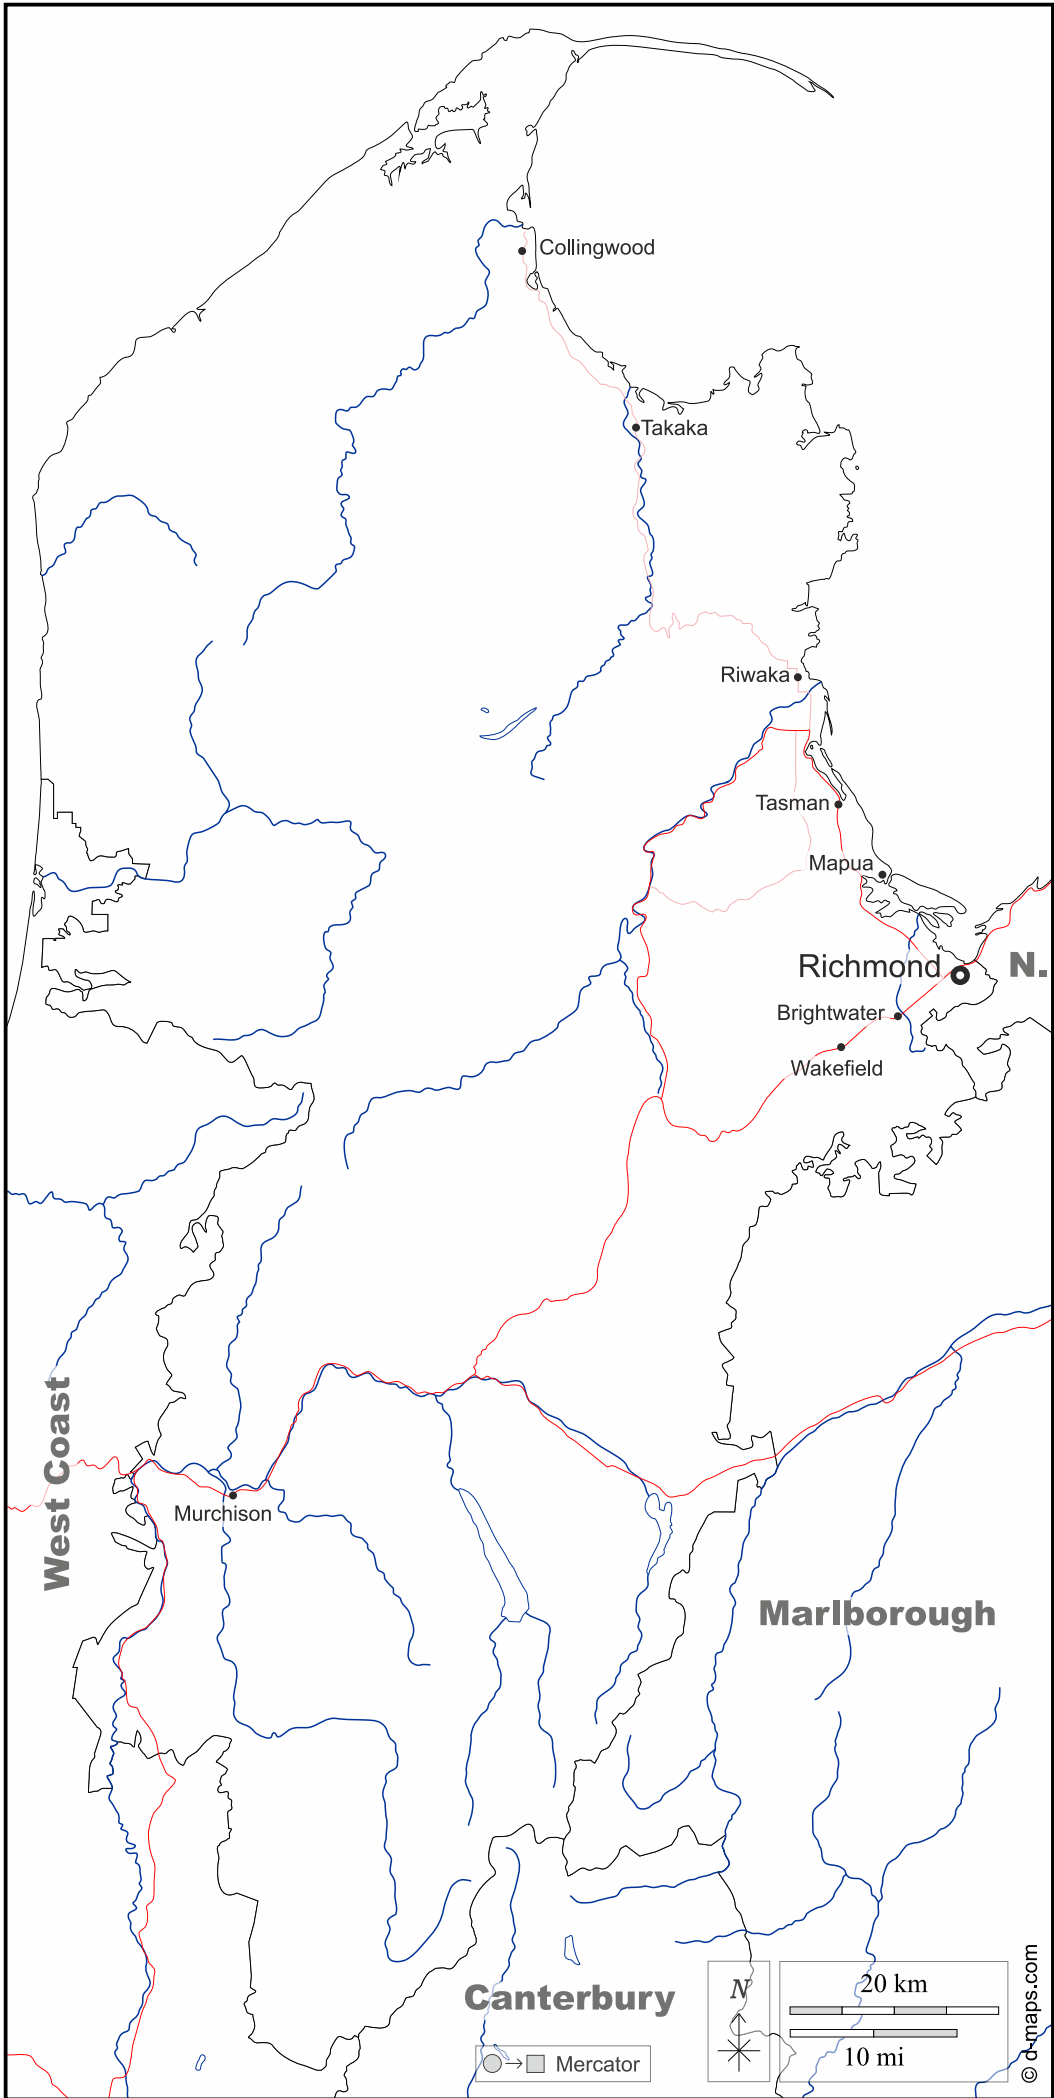 Collingwood
Takaka
Riwaka
Tasman
Mapua
Richmond
N.
Brightwater
Wakefield
West Coast
Murchison
Marlborough
Canterbury
Mercator
N
20 km
10 mi
© d-maps.com